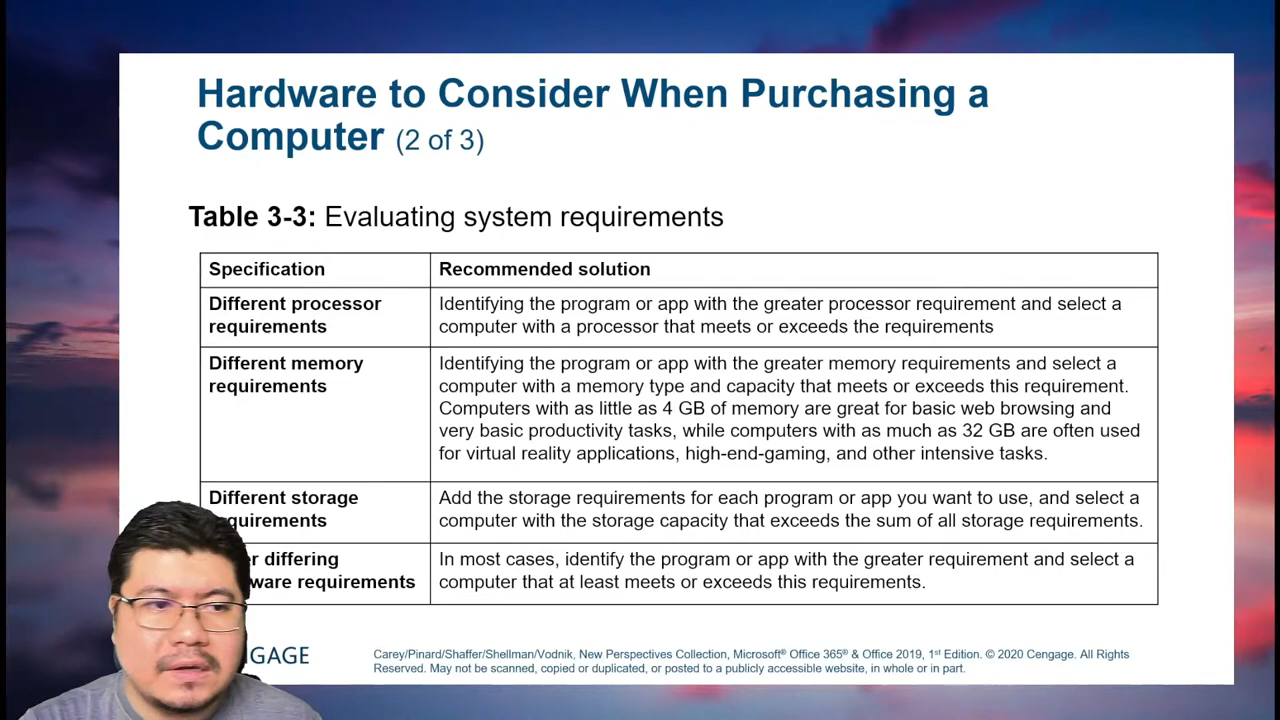 Hardware to Consider When Purchasing a
Computer (2 of 3)
Table 3-3: Evaluating system requirements
Specification
Recommended solution
Different processor
requirements
Identifying the program or app with the greater processor requirement and select a
computer with a processor that meets or exceeds the requirements
Different memory
requirements
Identifying the program or app with the greater memory requirements and select a
computer with a memory type and capacity that meets or exceeds this requirement.
Computers with as little as 4 GB of memory are great for basic web browsing and
very basic productivity tasks, while computers with as much as 32 GB are often used
for virtual reality applications, high-end-gaming, and other intensive tasks.
Different storage
quirements
Add the storage requirements for each program or app you want to use, and select a
computer with the storage capacity that exceeds the sum of all storage requirements.
differing
ware requirements
In most cases, identify the program or app with the greater requirement and select a
computer that at least meets or exceeds this requirements.
GAGE
Carey/Pinard/Shaffer/Shellman/Vodnik, New Perspectives Collection, Microsoft® Office 365® & Office 2019, 1st Edition. © 2020 Cengage. All Rights
Reserved. May not be scanned, copied or duplicated, or posted to a publicly accessible website, in whole or in part.